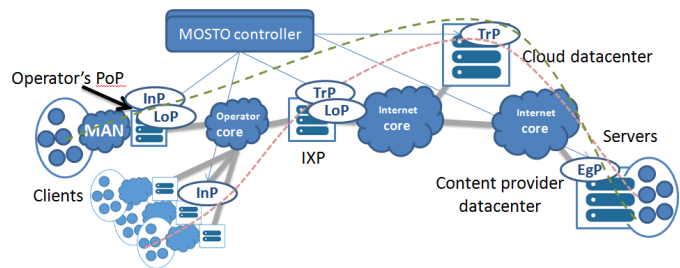 MOSTO controller
TrP
Cloud datacenter
Operator's PoP
InP
LoP
MAN
Operator
core
TrP
LoP
IXP
Internet
core
Internet
core
Servers
Clients
InP
EgP
Content provider
datacenter